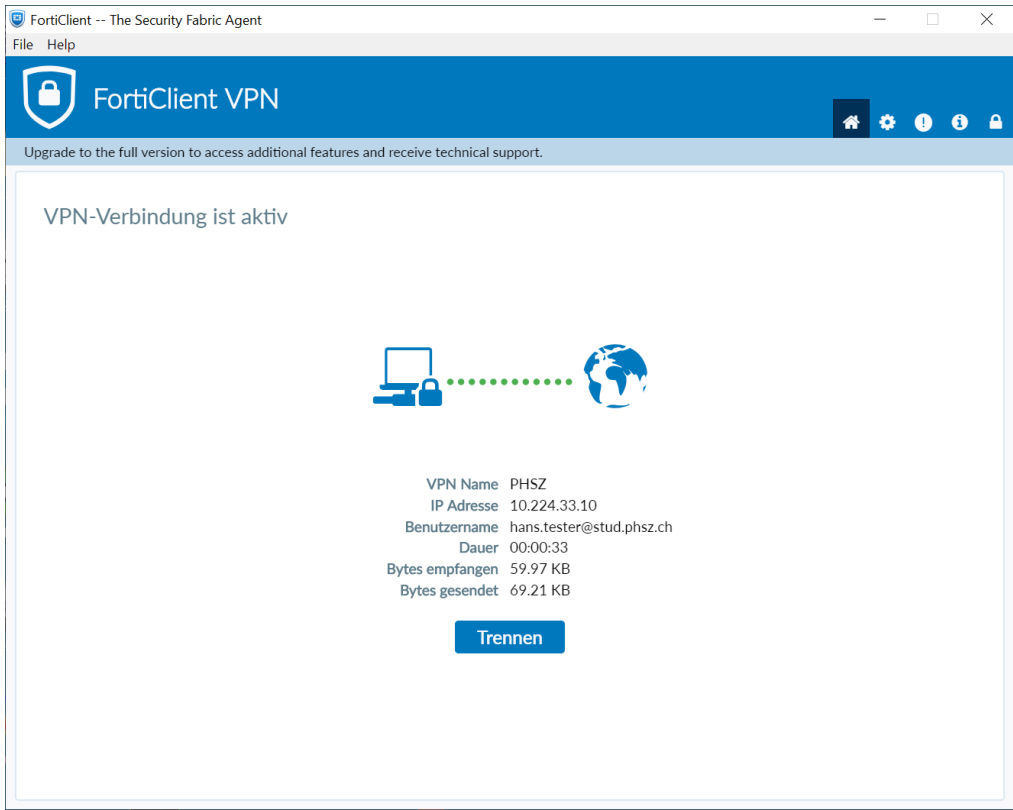 FortiClient -- The Security Fabric Agent
File Help
FortiClient VPN
Upgrade to the full version to access additional features and receive technical support.
VPN-Verbindung ist aktiv
VPN Name PHSZ
IP Adresse 10.224.33.10
Benutzername hans.tester@stud.phsz.ch
Dauer 00:00:33
Bytes empfangen 59.97 KB
Bytes gesendet 69.21 KB
Trennen